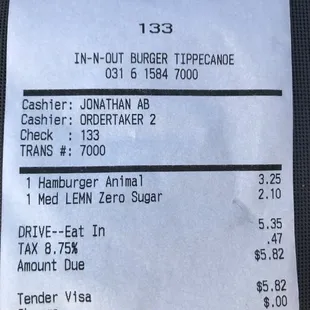 133
IN-N-OUT BURGER TIPPECANOE
031 6 1584 7000
Cashier: JONATHAN AB
Cashier: ORDERTAKER 2
Check : 133
TRANS #: 7000
1 Hamburger Animal 3.25
1 Med LEMN Zero Sugar 2.10
DRIVE--Eat In 5.35
TAX 8.75% .47
Amount Due $5.82
Tender Visa $5.82
$.00